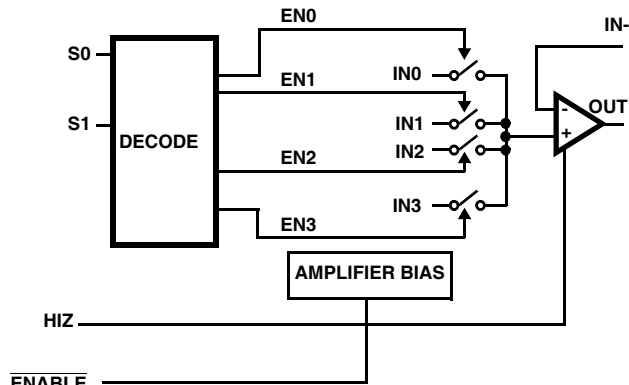 EN0
IN-
S0
IN0
EN1
OUT
S1
IN1
-
+
DECODE
IN2
EN2
IN3
EN3
AMPLIFIER BIAS
HIZ
ENABLE